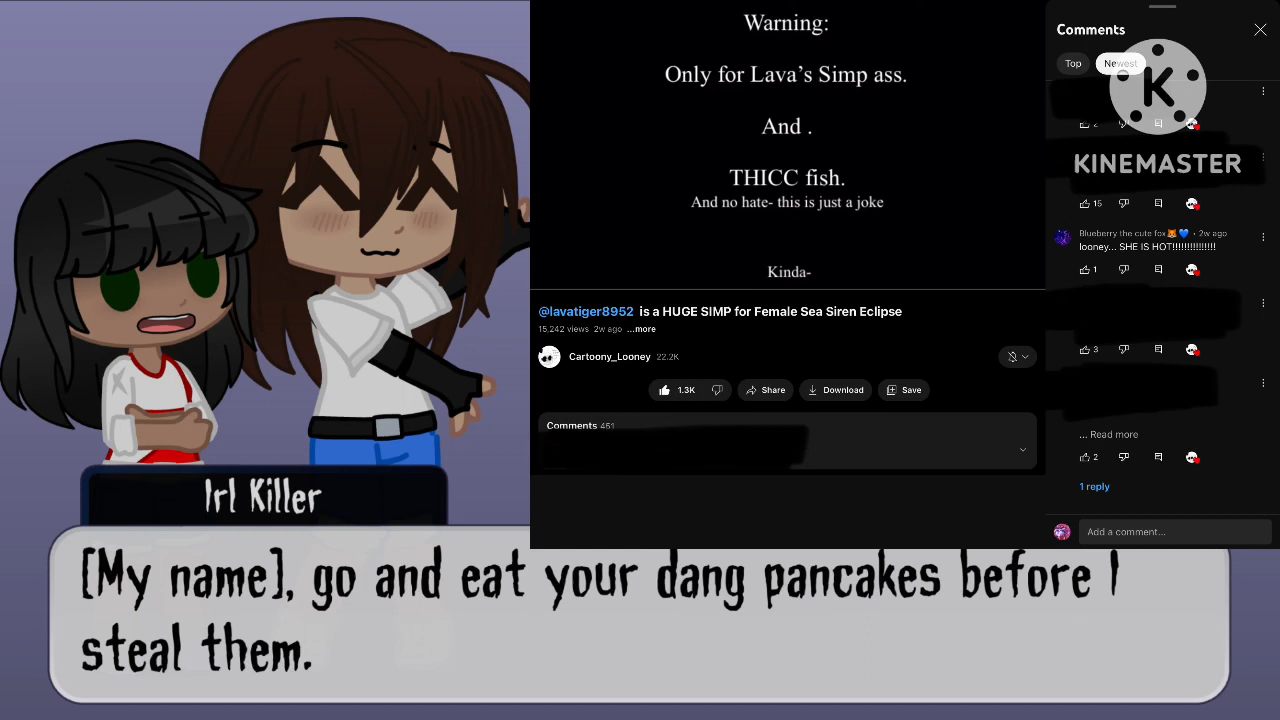 Warning:
Only for Lava's Simp ass.
And .
THICC fish.
And no hate- this is just a joke
Kinda-
@lavatiger8952 is a HUGE SIMP for Female Sea Siren Eclipse
15,242 views 2w ago ...more
Cartoony_Looney 22.2K
1.3K Share Download Save
Comments 451
Comments
Top Newest
2
K
KINEMASTER
15
Blueberry the cute fox🦊💙 • 2w ago
looney... SHE IS HOT!!!!!!!!!!!!!!!
1
3
... Read more
2
1 reply
Add a comment...
Irl Killer
[My name], go and eat your dang pancakes before I
steal them.